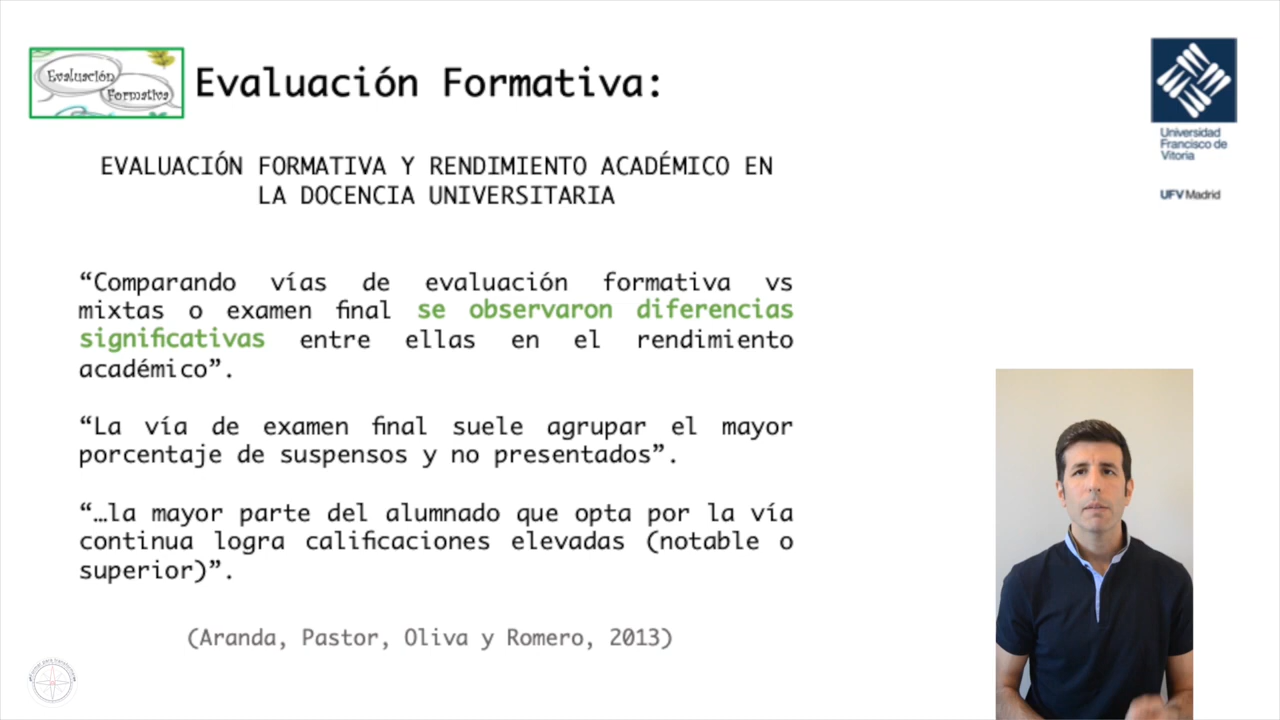 Evaluación
Formativa
Evaluación Formativa:
Universidad
Francisco de
Vitoria
UFV Madrid
EVALUACIÓN FORMATIVA Y RENDIMIENTO ACADÉMICO EN
LA DOCENCIA UNIVERSITARIA
“Comparando vías de evaluación formativa vs
mixtas o examen final se observaron diferencias
significativas entre ellas en el rendimiento
académico”.
“La vía de examen final suele agrupar el mayor
porcentaje de suspensos y no presentados”.
“…la mayor parte del alumnado que opta por la vía
continua logra calificaciones elevadas (notable o
superior)”.
(Aranda, Pastor, Oliva y Romero, 2013)